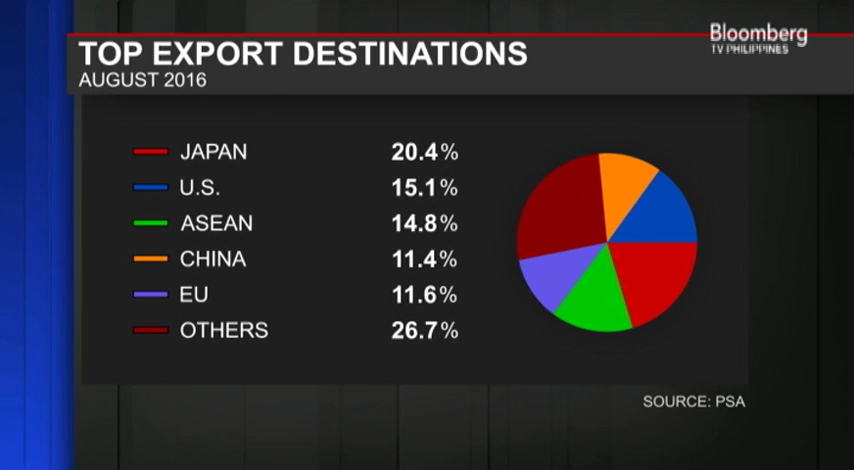 Bloomberg
TV PHILIPPINES
TOP EXPORT DESTINATIONS
AUGUST 2016
JAPAN 20.4%
U.S. 15.1%
ASEAN 14.8%
CHINA 11.4%
EU 11.6%
OTHERS 26.7%
SOURCE: PSA